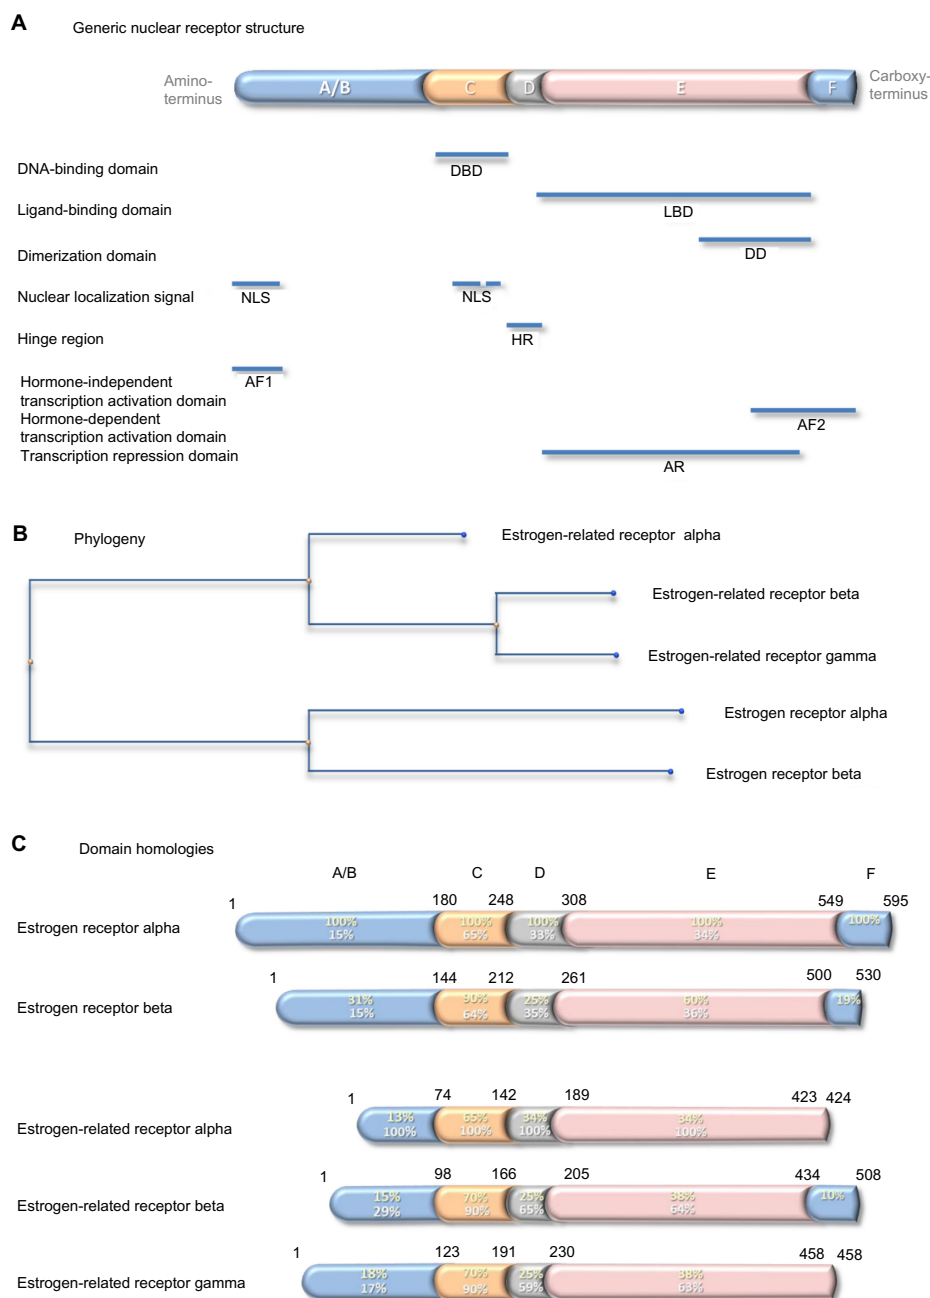 A
Generic nuclear receptor structure
Amino-
terminus
A/B C D E F
Carboxy-
terminus
DNA-binding domain
DBD
Ligand-binding domain
LBD
Dimerization domain
DD
Nuclear localization signal
NLS NLS
Hinge region
HR
Hormone-independent
transcription activation domain
AF1
Hormone-dependent
transcription activation domain
AF2
Transcription repression domain
AR
B
Phylogeny
Estrogen-related receptor alpha
Estrogen-related receptor beta
Estrogen-related receptor gamma
Estrogen receptor alpha
Estrogen receptor beta
C
Domain homologies
A/B C D E F
1 180 248 308 549 595
Estrogen receptor alpha
100% 100% 100% 100% 100%
15% 65% 33% 34%
1 144 212 261 500 530
Estrogen receptor beta
31% 90% 25% 60% 19%
15% 64% 35% 36%
1 74 142 189 423 424
Estrogen-related receptor alpha
13% 65% 34% 34%
100% 100% 100% 100%
1 98 166 205 434 508
Estrogen-related receptor beta
15% 70% 25% 38% 10%
29% 90% 65% 64%
1 123 191 230 458 458
Estrogen-related receptor gamma
18% 70% 25% 38%
17% 90% 59% 63%